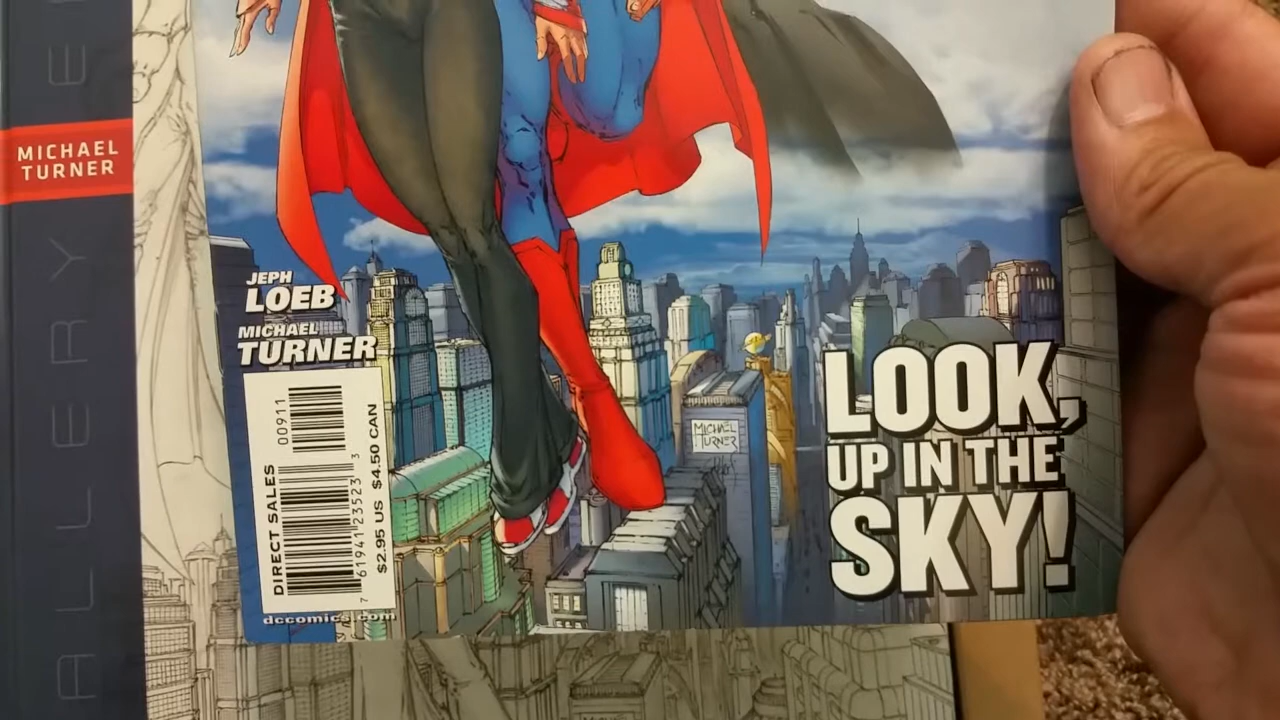 MICHAEL
TURNER
ALLERY E
JEPH
LOEB
MICHAEL
TURNER
DIRECT SALES
00911
7 61941 23523 3
$2.95 US $4.50 CAN
dccomics.com
MICHAEL
TURNER
LOOK,
UP IN THE
SKY!